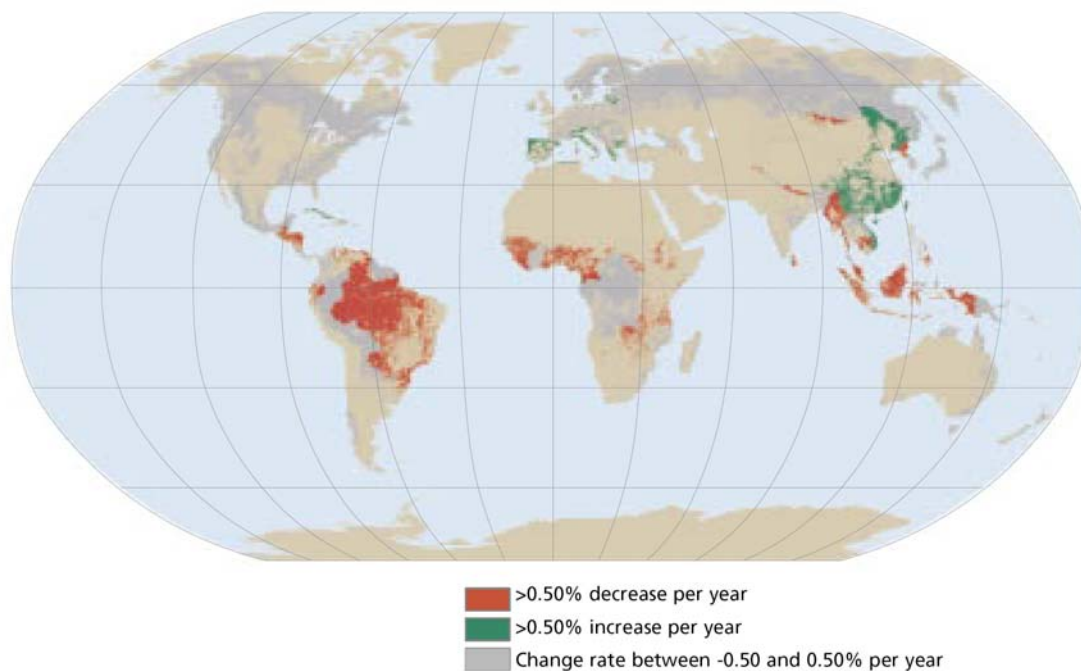 >0.50% decrease per year
>0.50% increase per year
Change rate between -0.50 and 0.50% per year